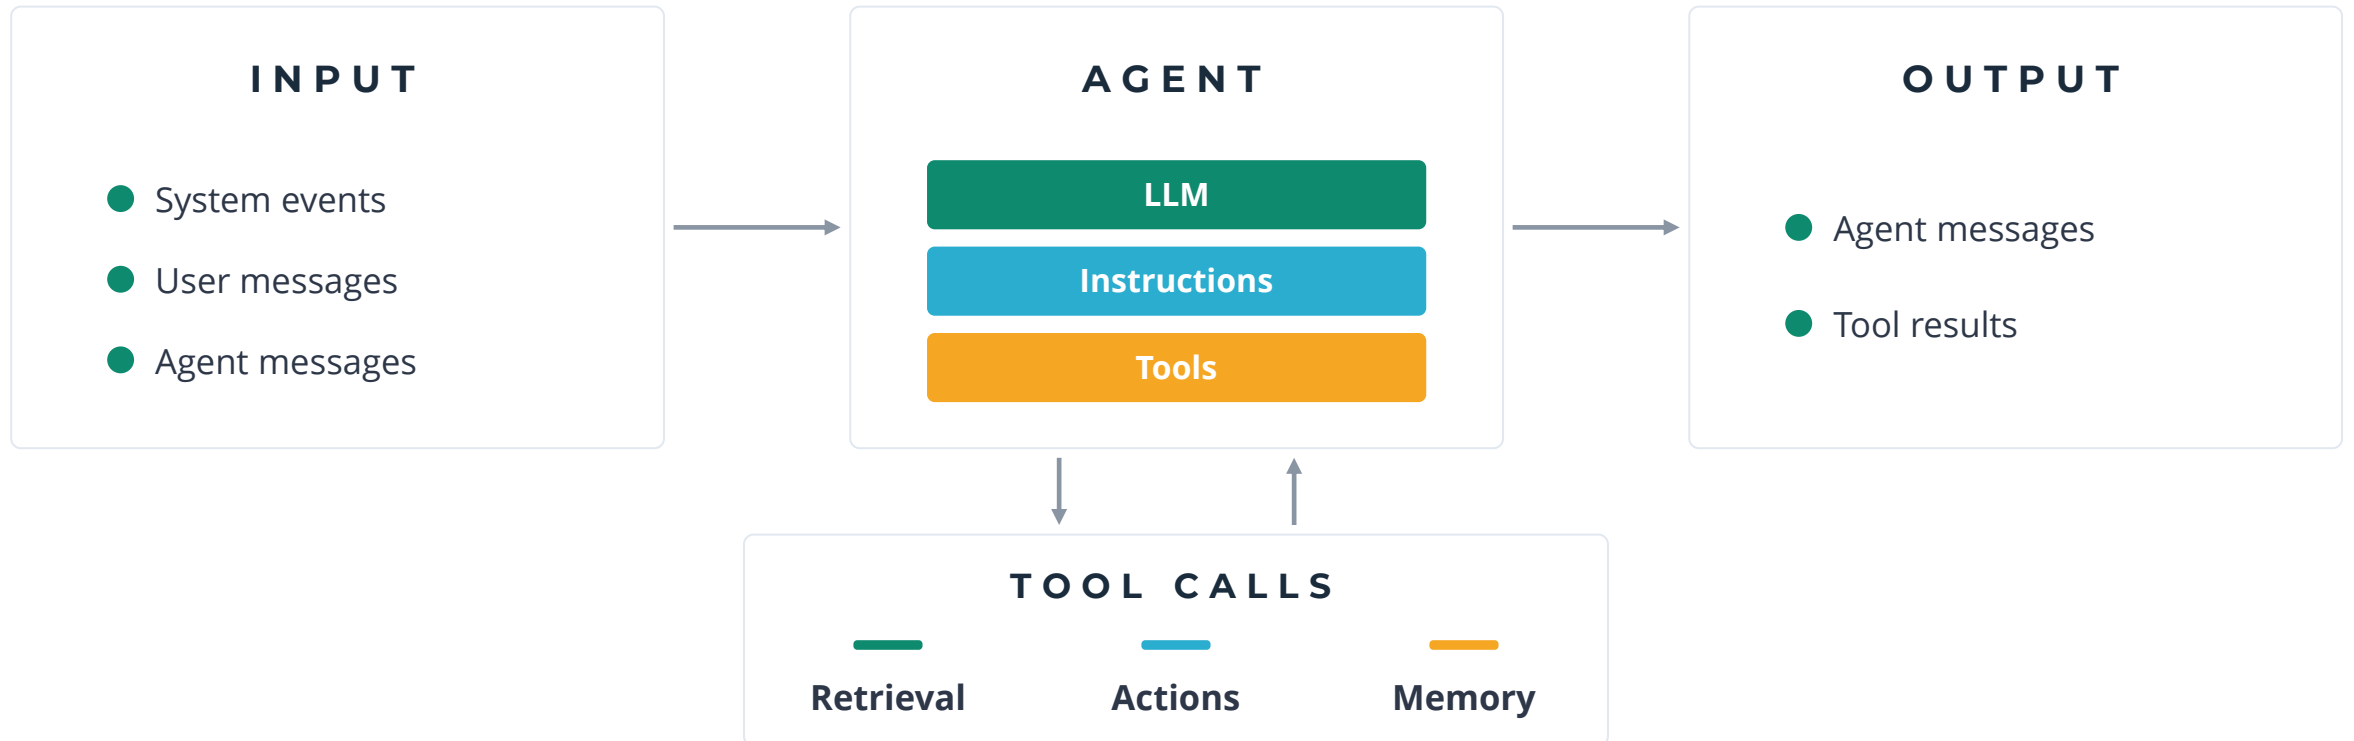 INPUT
System events
User messages
Agent messages
AGENT
LLM
Instructions
Tools
OUTPUT
Agent messages
Tool results
TOOL CALLS
Retrieval
Actions
Memory